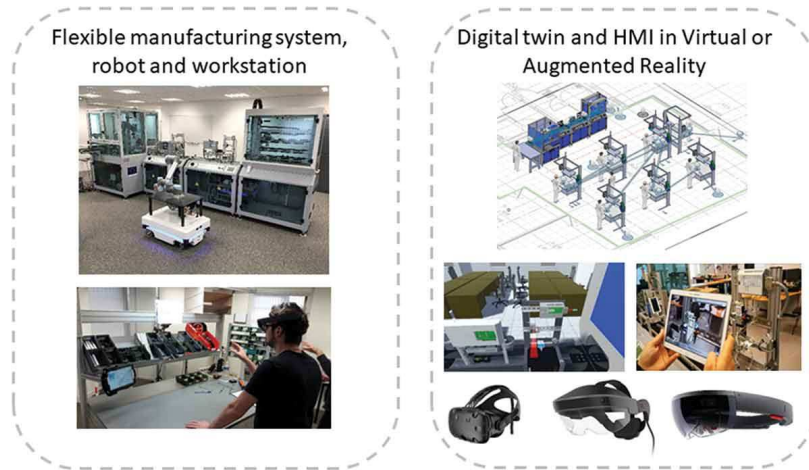 Flexible manufacturing system,
robot and workstation
Digital twin and HMI in Virtual or
Augmented Reality